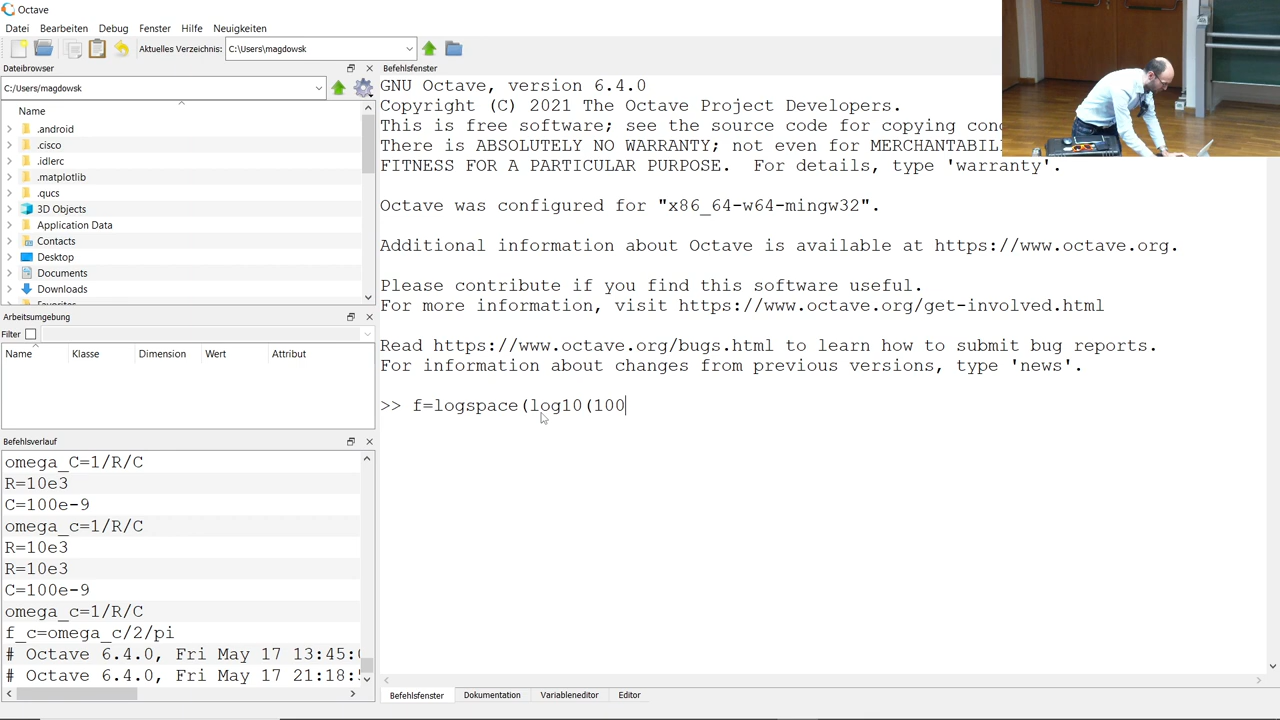 Octave
Datei Bearbeiten Debug Fenster Hilfe Neuigkeiten
Aktuelles Verzeichnis: C:\Users\magdowsk
Dateibrowser
C:/Users/magdowsk
Name
.android
.cisco
.idlerc
.matplotlib
.qucs
3D Objects
Application Data
Contacts
Desktop
Documents
Downloads
Arbeitsumgebung
Filter
Name Klasse Dimension Wert Attribut
Befehlsverlauf
omega_C=1/R/C
R=10e3
C=100e-9
omega_c=1/R/C
R=10e3
R=10e3
C=100e-9
omega_c=1/R/C
f_c=omega_c/2/pi
# Octave 6.4.0, Fri May 17 13:45:
# Octave 6.4.0, Fri May 17 21:18:
Befehlsfenster
GNU Octave, version 6.4.0
Copyright (C) 2021 The Octave Project Developers.
This is free software; see the source code for copying
There is ABSOLUTELY NO WARRANTY; not even for
FITNESS FOR A PARTICULAR PURPOSE. For details, type 'warranty'.
Octave was configured for "x86_64-w64-mingw32".
Additional information about Octave is available at https://www.octave.org.
Please contribute if you find this software useful.
For more information, visit https://www.octave.org/get-involved.html
Read https://www.octave.org/bugs.html to learn how to submit bug reports.
For information about changes from previous versions, type 'news'.
>> f=logspace(log10(100
Befehlsfenster Dokumentation Variableneditor Editor